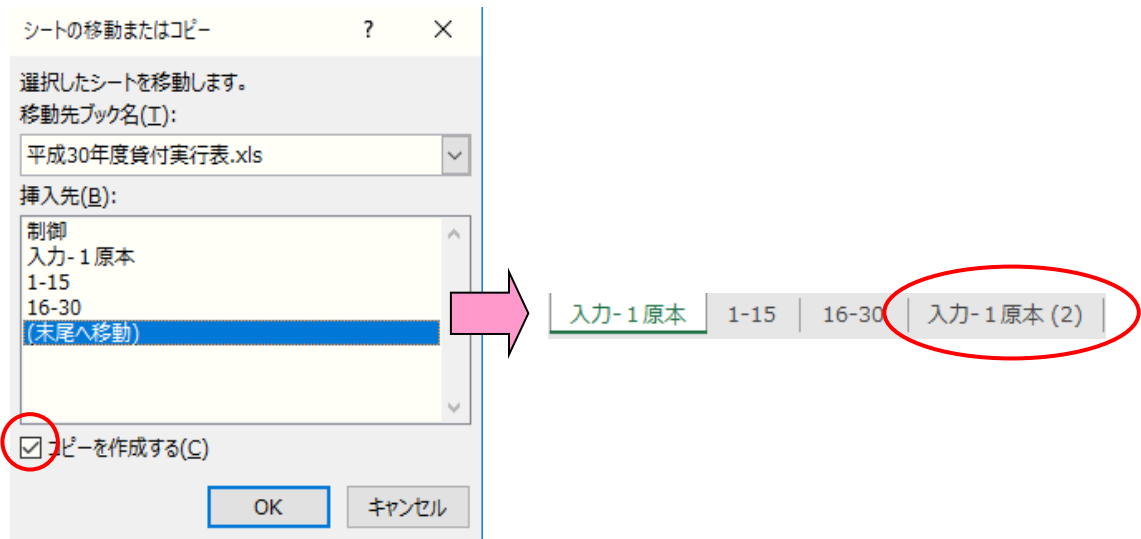 シートの移動またはコピー ? ×
選択したシートを移動します。
移動先ブック名(T):
平成30年度貸付実行表.xls
挿入先(B):
制御
入力-１原本
1-15
16-30
(末尾へ移動)
コピーを作成する(C)
OK キャンセル
入力-１原本 1-15 16-30 入力-１原本 (2)